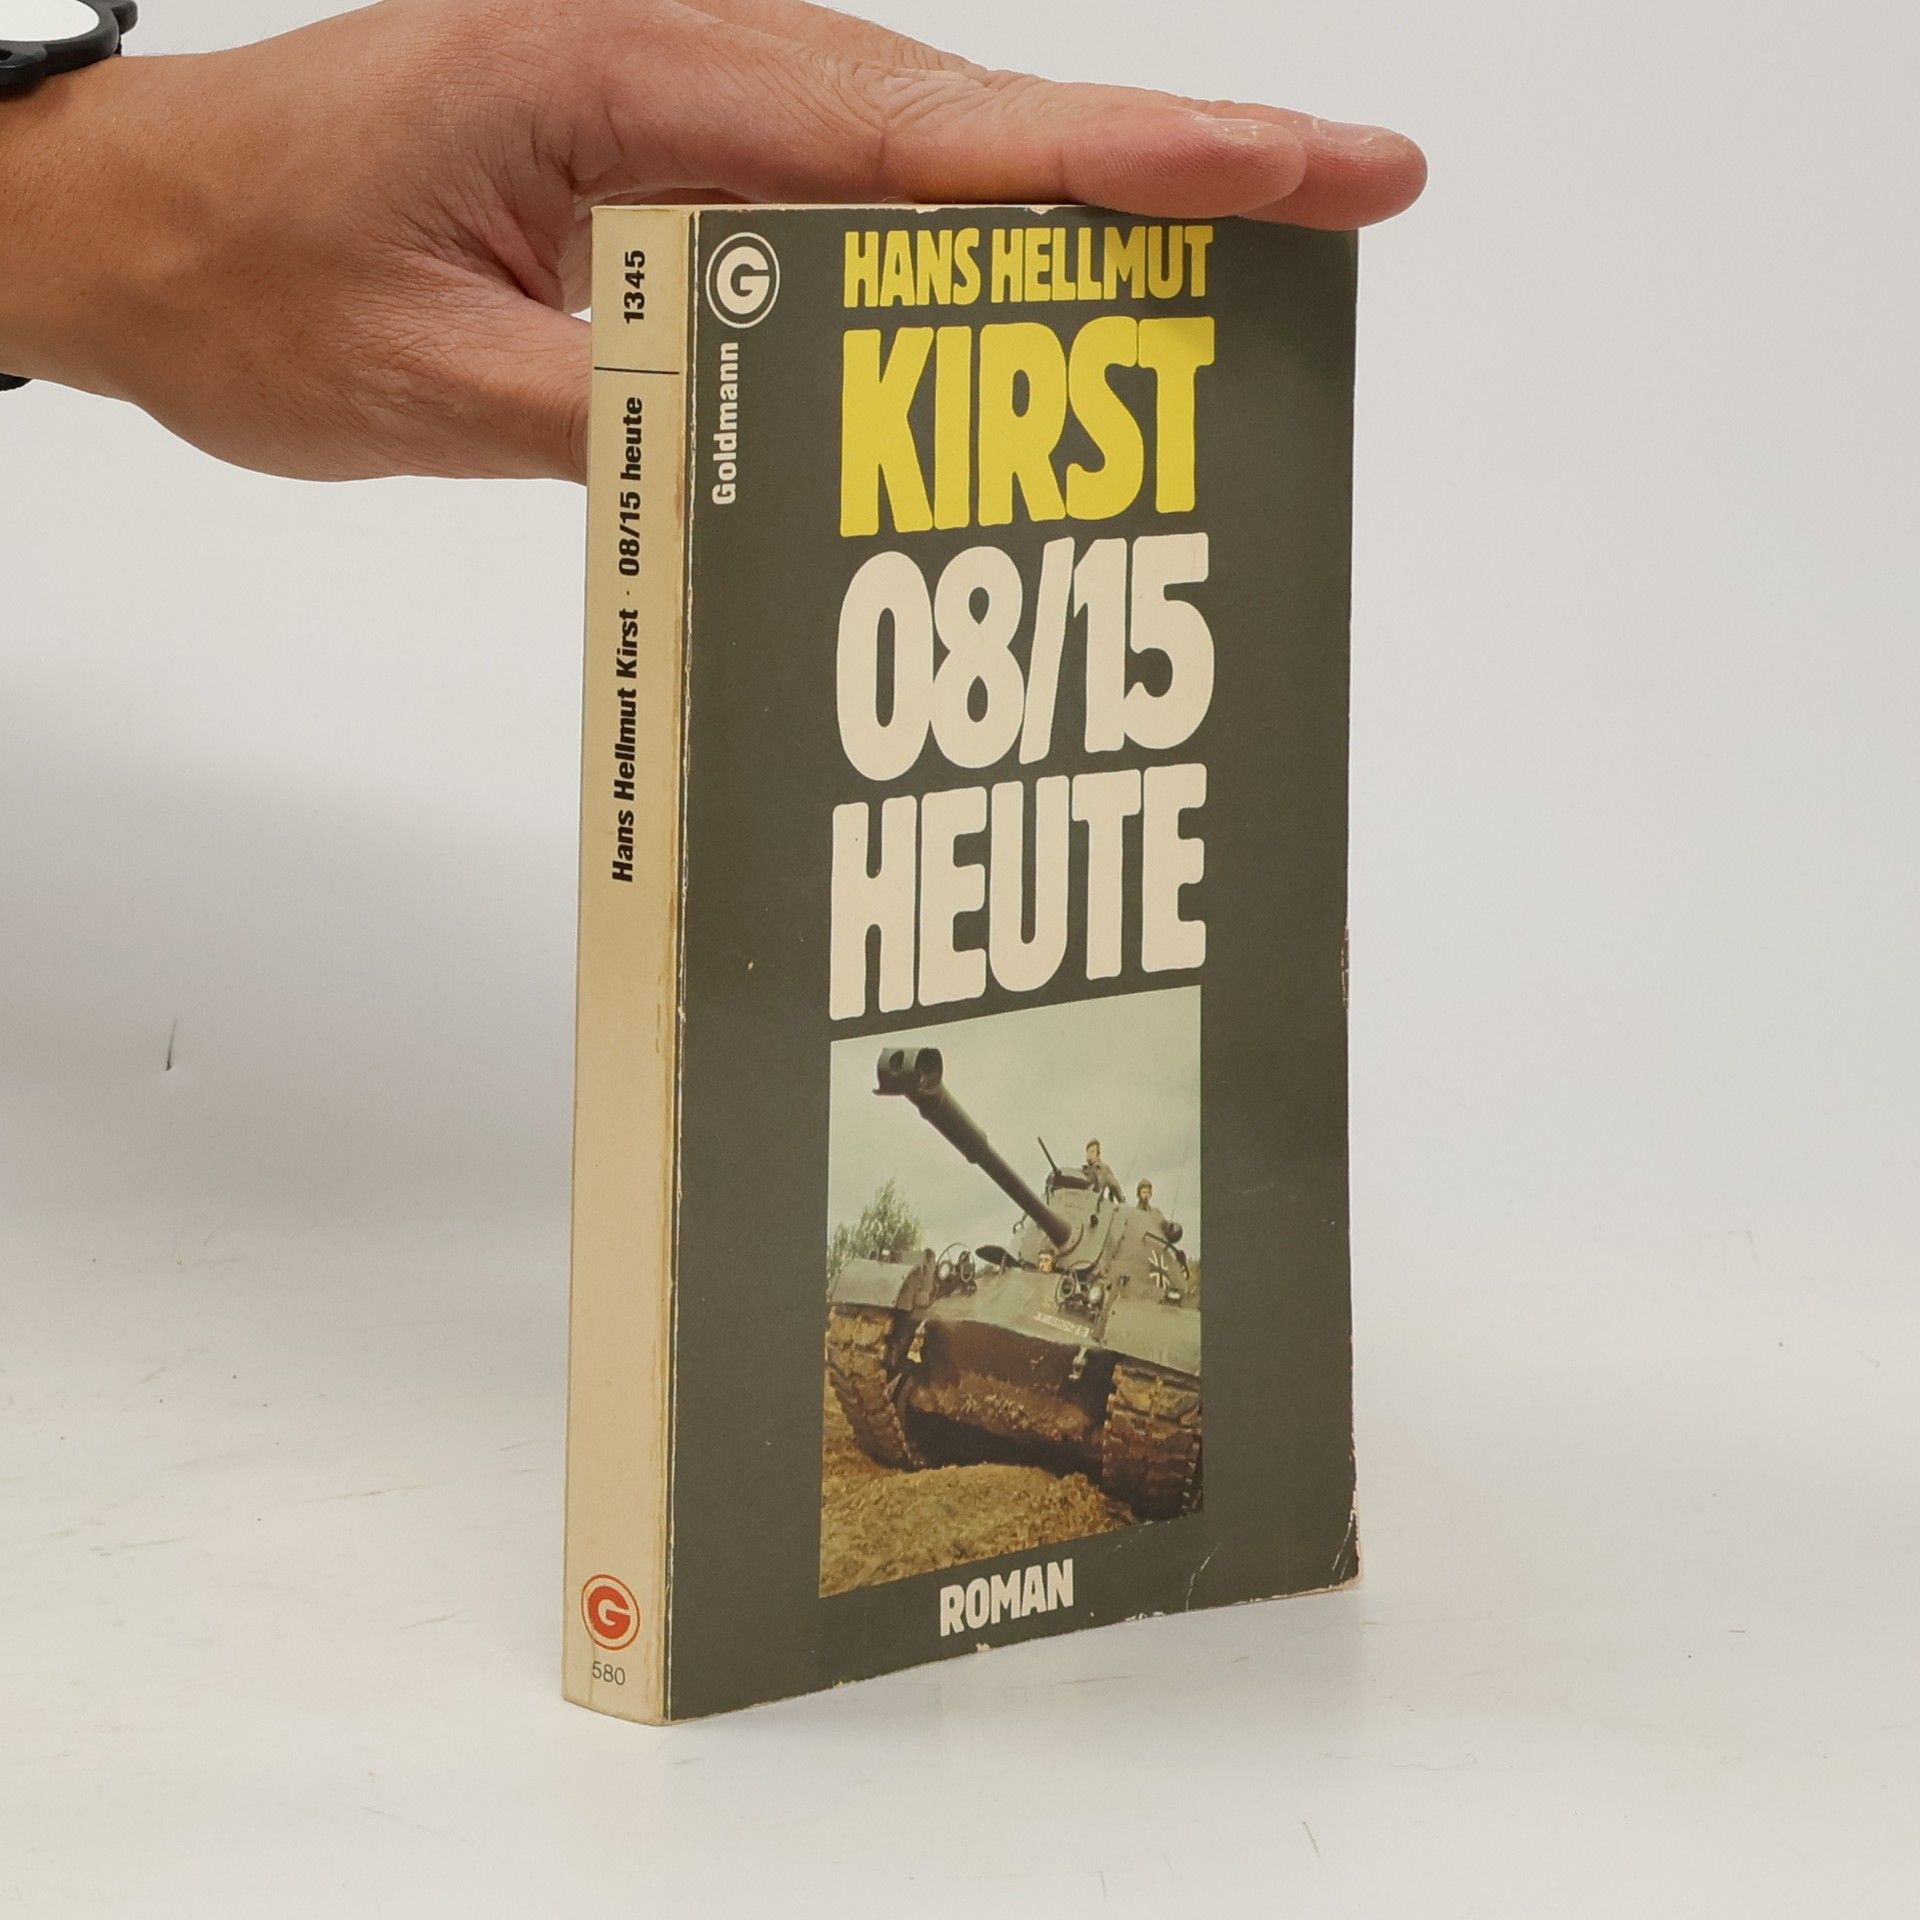 1345
Hans Hellmut Kirst · 08/15 heute
G
580
G
Goldmann
HANS HELLMUT
KIRST
08/15
HEUTE
ROMAN